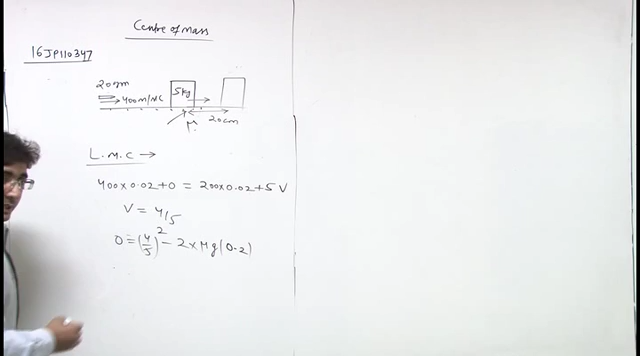 Centre of mass
16JP110347
20gm
400m/sec
5kg
20cm
μ
L.M.C →
400×0.02+0 = 200×0.02+5V
V = 4/5
0 = (4/5)² - 2×μg(0.2)